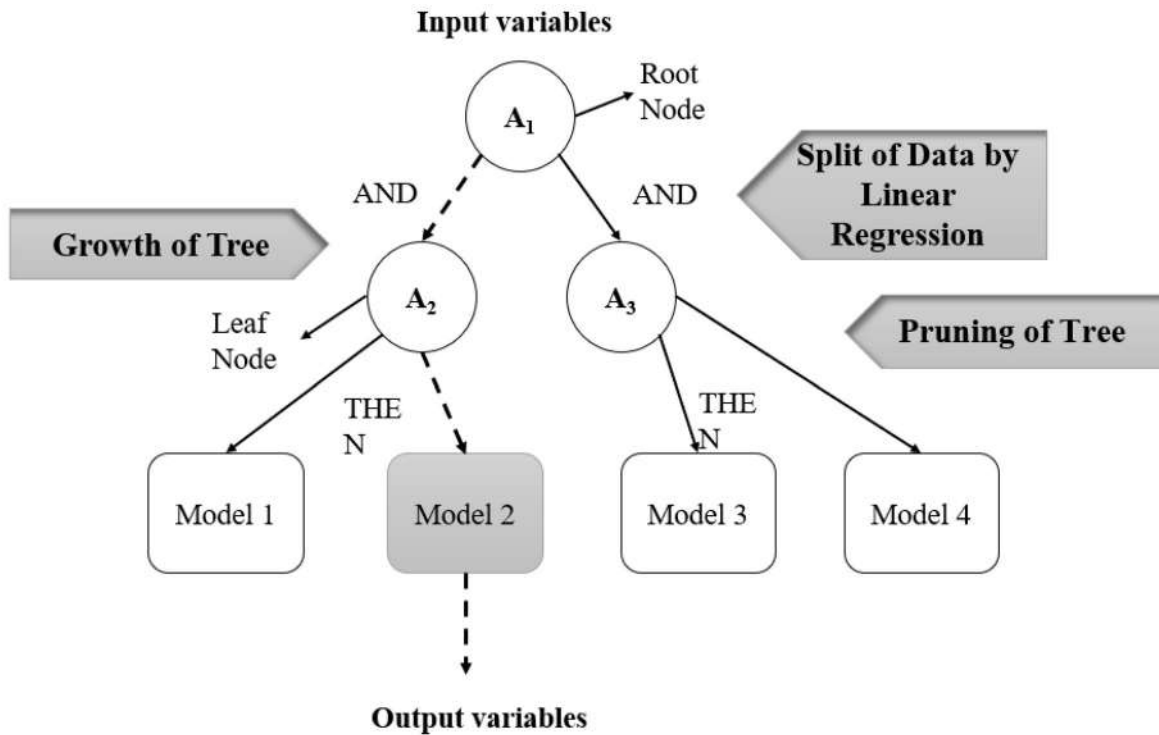 Input variables
Root
Node
A₁
Split of Data by
Linear
Regression
AND
AND
Growth of Tree
A₂
A₃
Leaf
Node
Pruning of Tree
THE
N
THE
N
Model 1
Model 2
Model 3
Model 4
Output variables